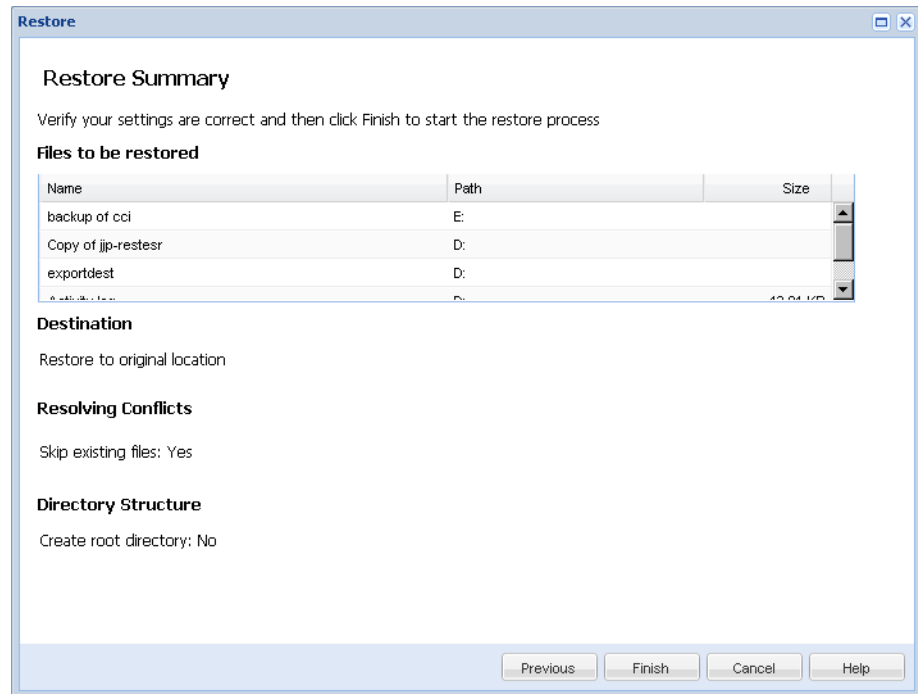 Restore
Restore Summary
Verify your settings are correct and then click Finish to start the restore process
Files to be restored
Name Path Size
backup of cci E:
Copy of jjp-restesr D:
exportdest D:
Destination
Restore to original location
Resolving Conflicts
Skip existing files: Yes
Directory Structure
Create root directory: No
Previous Finish Cancel Help